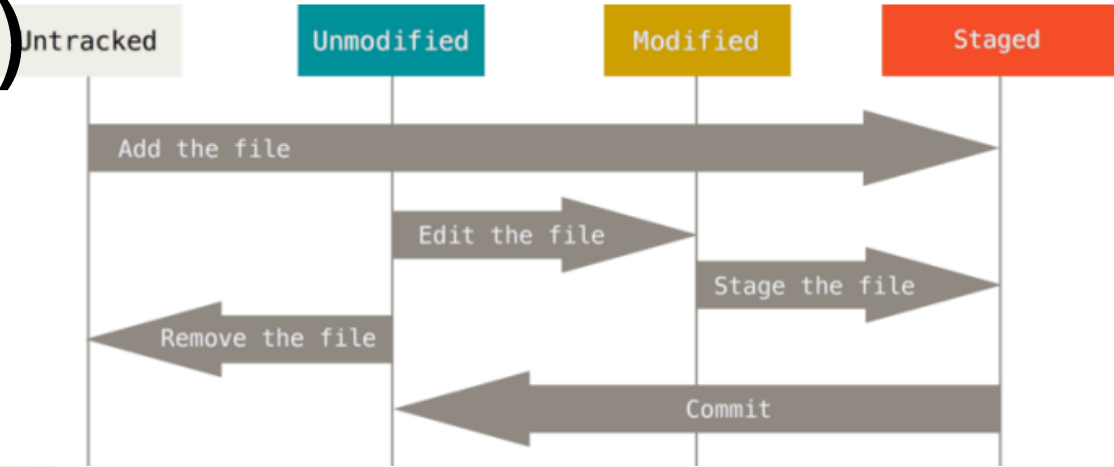 )
Untracked
Unmodified
Modified
Staged
Add the file
Edit the file
Stage the file
Remove the file
Commit